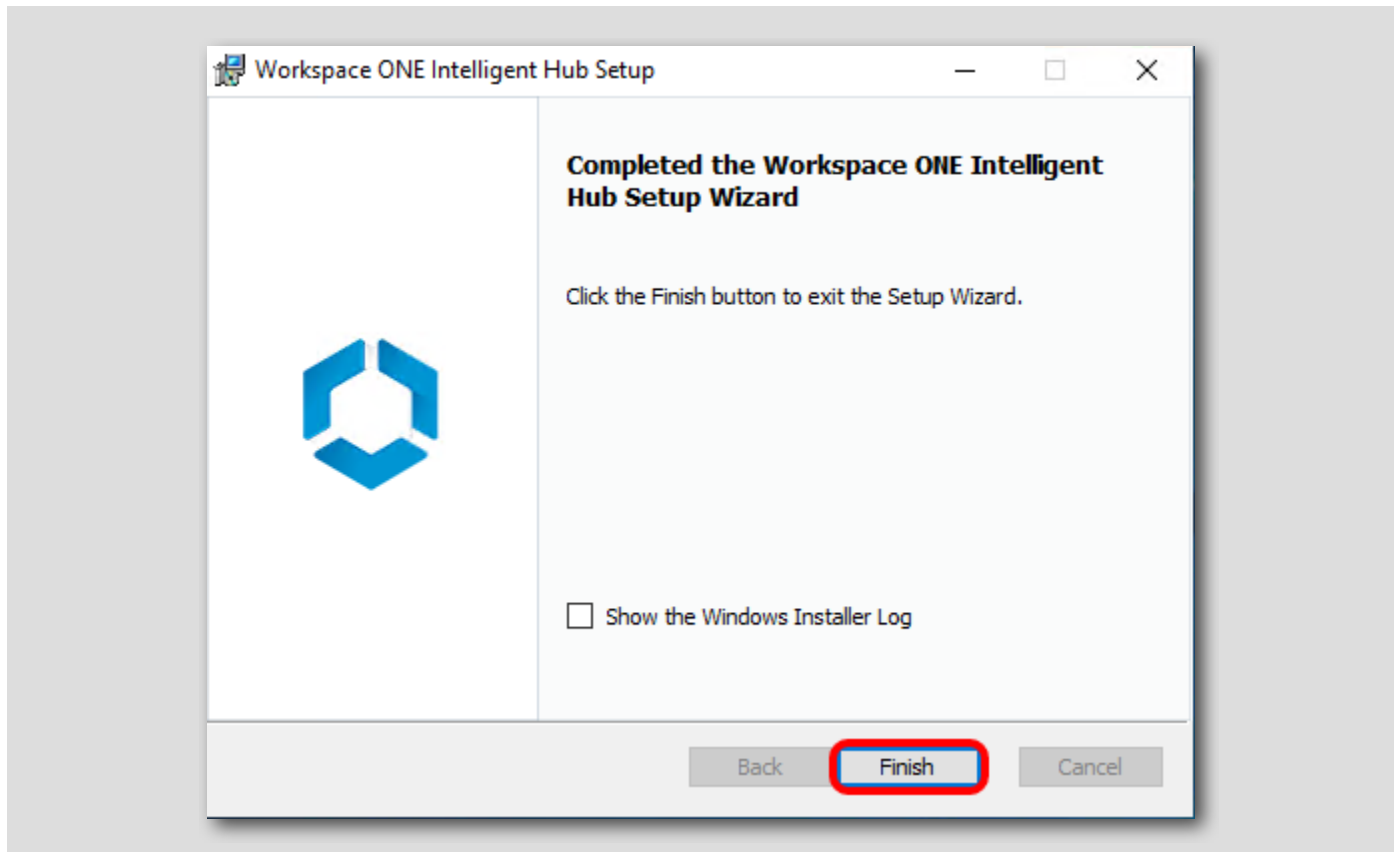 Workspace ONE Intelligent Hub Setup
Completed the Workspace ONE Intelligent
Hub Setup Wizard
Click the Finish button to exit the Setup Wizard.
Show the Windows Installer Log
Back
Finish
Cancel